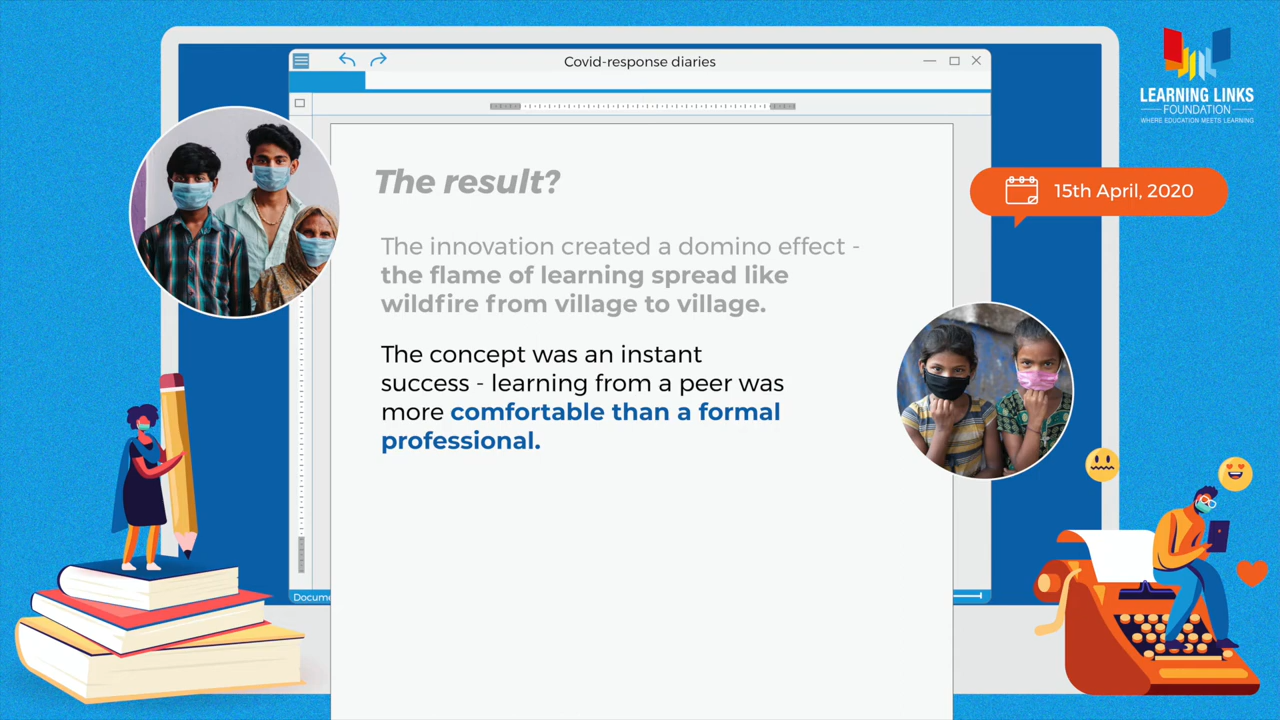 Covid-response diaries
LEARNING LINKS
FOUNDATION
WHERE EDUCATION MEETS LEARNING
15th April, 2020
The result?
The innovation created a domino effect -
the flame of learning spread like
wildfire from village to village.
The concept was an instant
success - learning from a peer was
more comfortable than a formal
professional.
Docume